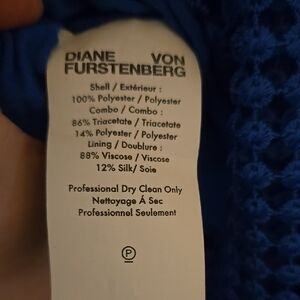 DIANE VON
FURSTENBERG
Shell / Extérieur :
100% Polyester / Polyester
Combo / Combo :
86% Triacetate / Triacetate
14% Polyester / Polyester
Lining / Doublure :
88% Viscose / Viscose
12% Silk/ Soie
Professional Dry Clean Only
Nettoyage Á Sec
Professionnel Seulement
P